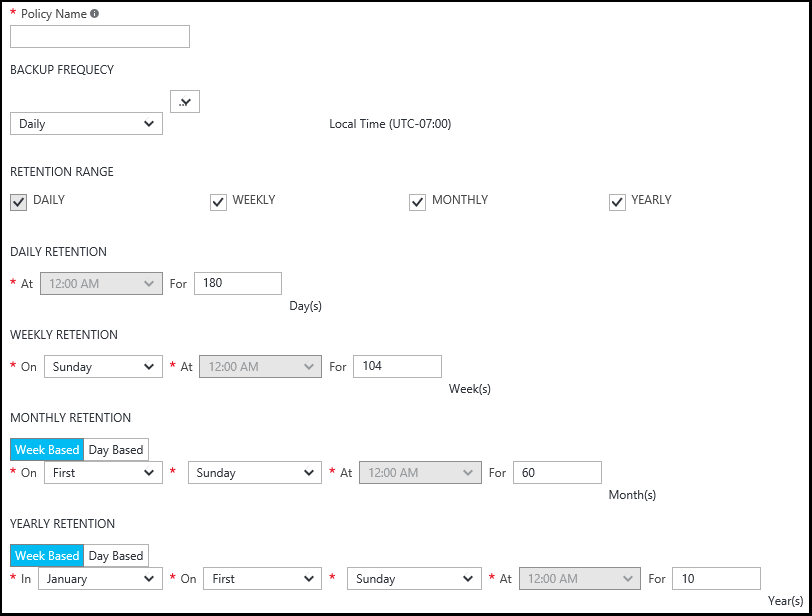 * Policy Name
BACKUP FREQUECY
Daily
Local Time (UTC-07:00)
RETENTION RANGE
DAILY WEEKLY MONTHLY YEARLY
DAILY RETENTION
* At 12:00 AM For 180
Day(s)
WEEKLY RETENTION
* On Sunday * At 12:00 AM For 104
Week(s)
MONTHLY RETENTION
Week Based Day Based
* On First * Sunday * At 12:00 AM For 60
Month(s)
YEARLY RETENTION
Week Based Day Based
* In January * On First * Sunday * At 12:00 AM For 10
Year(s)